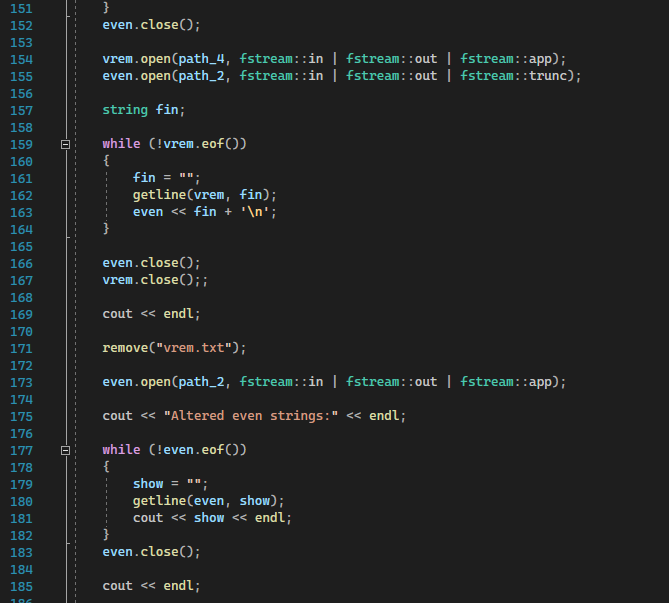 151 }
152 even.close();
153
154 vrem.open(path_4, fstream::in | fstream::out | fstream::app);
155 even.open(path_2, fstream::in | fstream::out | fstream::trunc);
156
157 string fin;
158
159 while (!vrem.eof())
160 {
161 fin = "";
162 getline(vrem, fin);
163 even << fin + '\n';
164 }
165
166 even.close();
167 vrem.close();;
168
169 cout << endl;
170
171 remove("vrem.txt");
172
173 even.open(path_2, fstream::in | fstream::out | fstream::app);
174
175 cout << "Altered even strings:" << endl;
176
177 while (!even.eof())
178 {
179 show = "";
180 getline(even, show);
181 cout << show << endl;
182 }
183 even.close();
184
185 cout << endl;
186